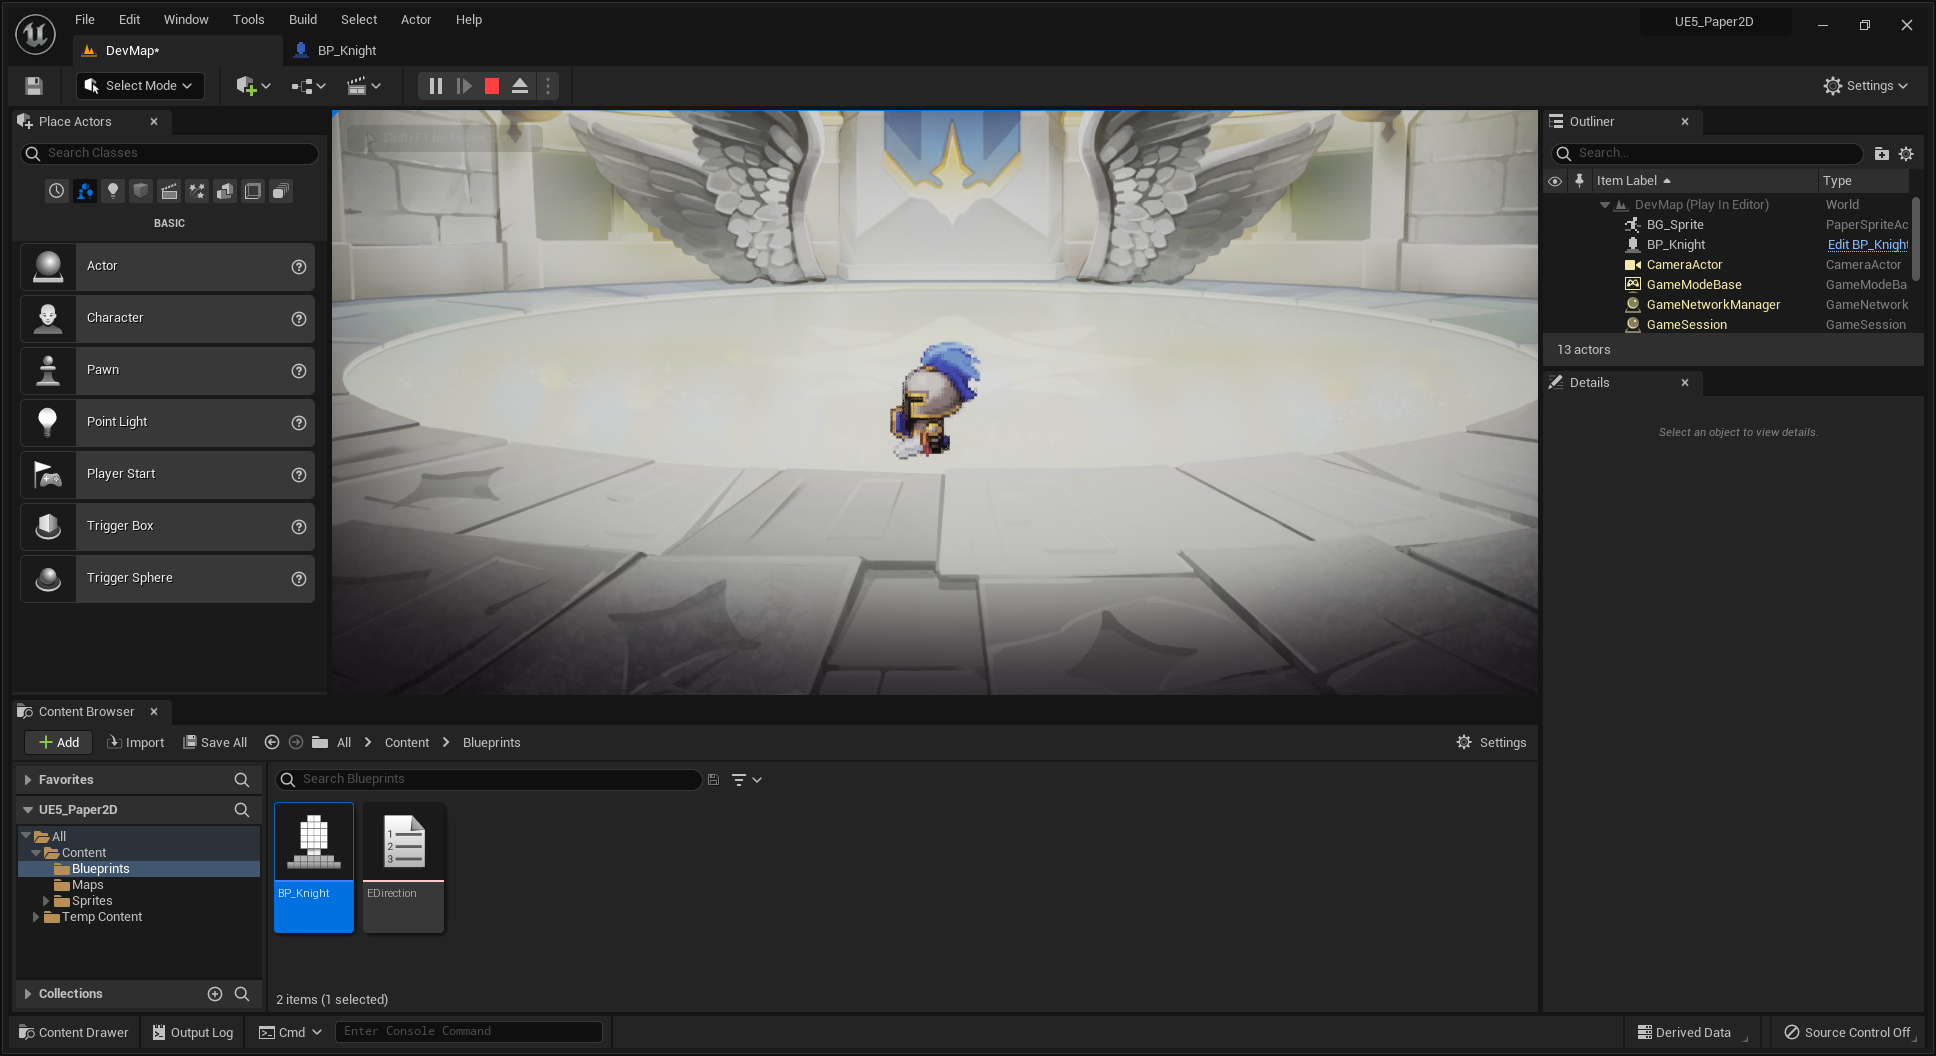 File Edit Window Tools Build Select Actor Help
UE5_Paper2D
DevMap*
BP_Knight
Select Mode
Settings
Place Actors
Search Classes
BASIC
Actor
Character
Pawn
Point Light
Player Start
Trigger Box
Trigger Sphere
Outliner
Search...
Item Label
Type
DevMap (Play In Editor) World
BG_Sprite PaperSpriteAc
BP_Knight Edit BP_Knight
CameraActor CameraActor
GameModeBase GameModeBa
GameNetworkManager GameNetwork
GameSession GameSession
13 actors
Details
Select an object to view details.
Content Browser
Add Import Save All All Content Blueprints
Settings
Favorites
UE5_Paper2D
All
Content
Blueprints
Maps
Sprites
Temp Content
Collections
Search Blueprints
1
2
3
BP_Knight
EDirection
2 items (1 selected)
Content Drawer Output Log Cmd Enter Console Command Derived Data Source Control Off